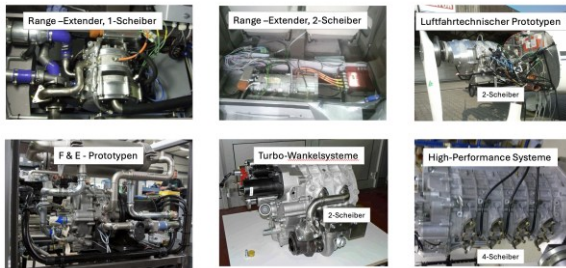 Range –Extender, 1-Scheiber
Range –Extender, 2-Scheiber
Luftfahrtechnischer Prototypen
2-Scheiber
F & E - Prototypen
Turbo-Wankelsysteme
2-Scheiber
High-Performance Systeme
4-Scheiber